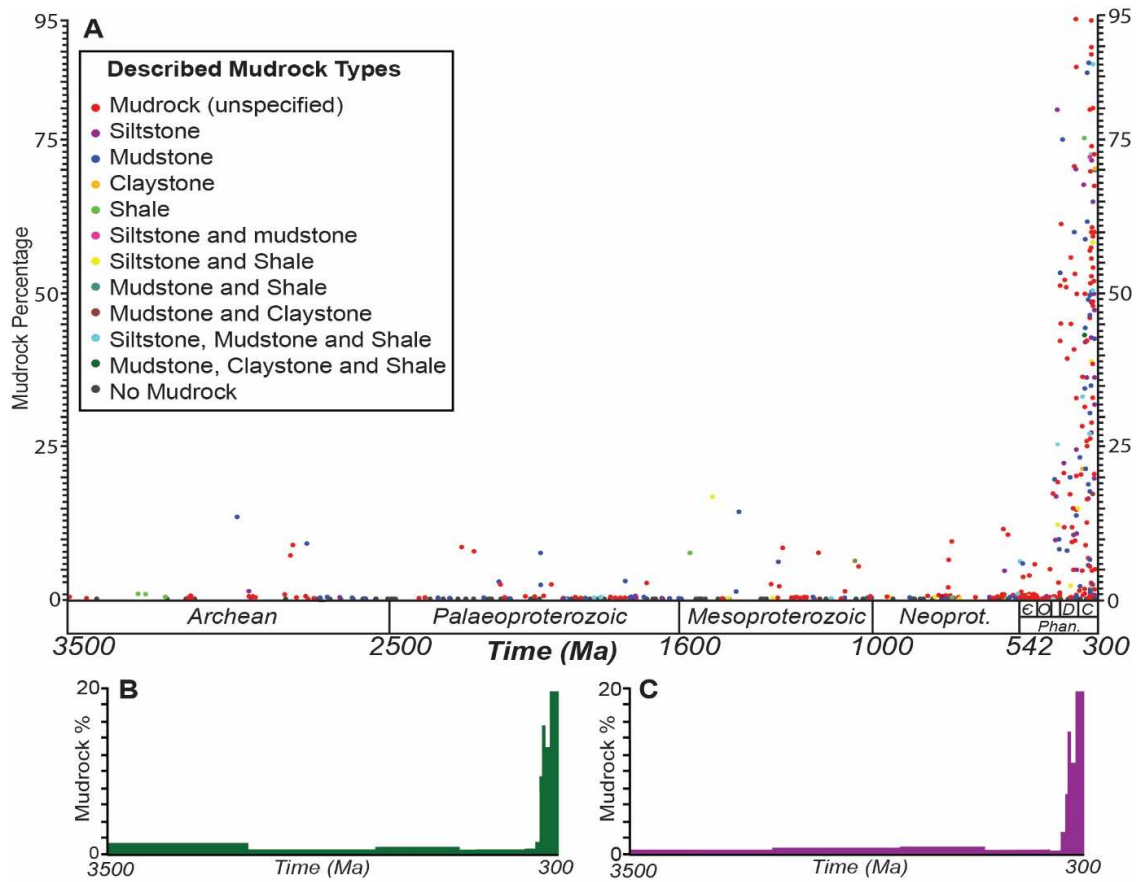 A
95
75
50
25
0
Mudrock Percentage
Described Mudrock Types
Mudrock (unspecified)
Siltstone
Mudstone
Claystone
Shale
Siltstone and mudstone
Siltstone and Shale
Mudstone and Shale
Mudstone and Claystone
Siltstone, Mudstone and Shale
Mudstone, Claystone and Shale
No Mudrock
95
75
50
25
0
Archean Palaeoproterozoic Mesoproterozoic Neoprot. Є O D C
Phan.
3500 2500 Time (Ma) 1600 1000 542 300
B
20
Mudrock %
0
3500 Time (Ma) 300
C
20
Mudrock %
0
3500 Time (Ma) 300